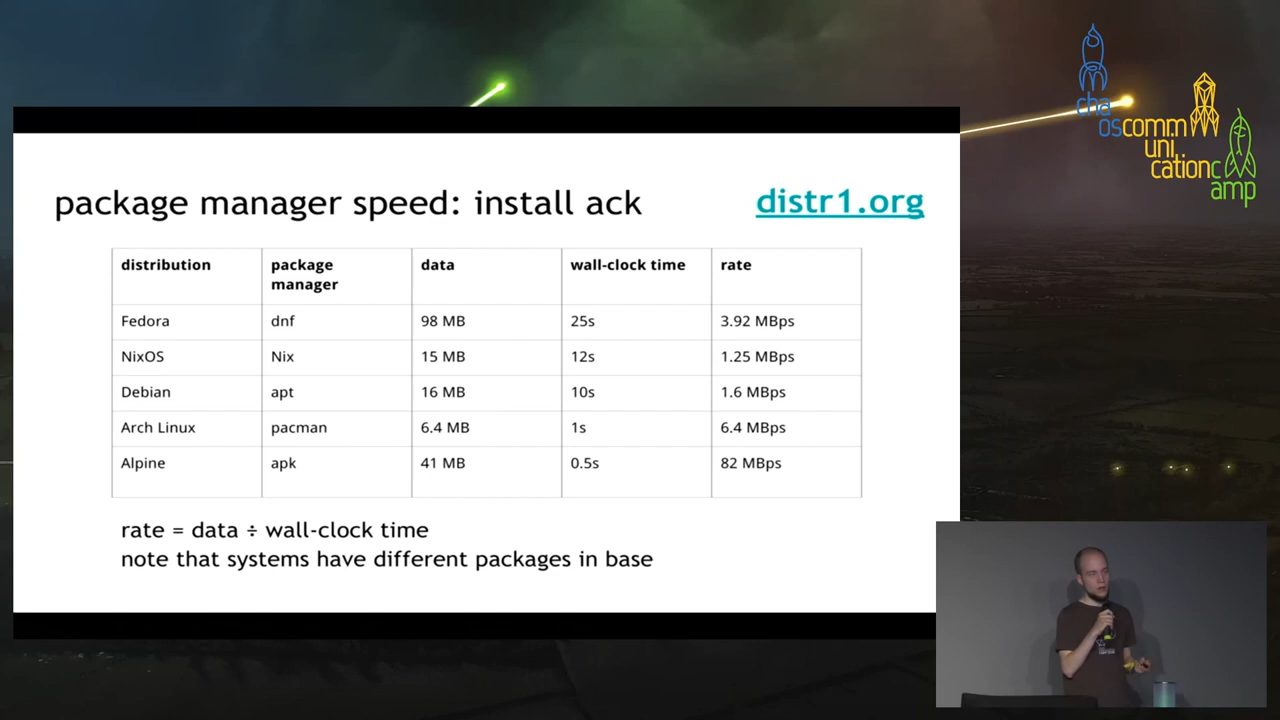 chaoscommunicationcamp
package manager speed: install ack distr1.org
distribution package manager data wall-clock time rate
Fedora dnf 98 MB 25s 3.92 MBps
NixOS Nix 15 MB 12s 1.25 MBps
Debian apt 16 MB 10s 1.6 MBps
Arch Linux pacman 6.4 MB 1s 6.4 MBps
Alpine apk 41 MB 0.5s 82 MBps
rate = data ÷ wall-clock time
note that systems have different packages in base